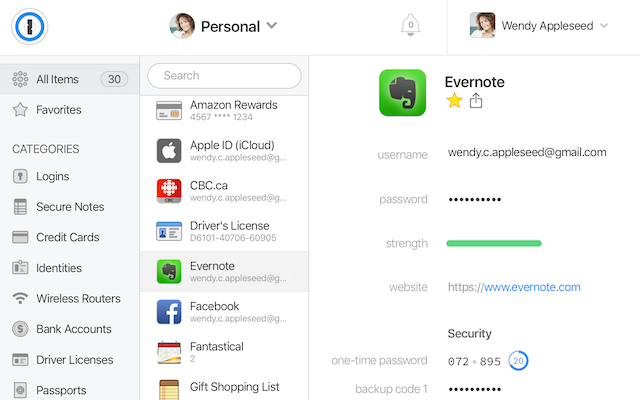 Personal
0
Wendy Appleseed
All Items 30
Favorites
CATEGORIES
Logins
Secure Notes
Credit Cards
Identities
Wireless Routers
Bank Accounts
Driver Licenses
Passports
Search
Amazon Rewards
4567 **** 1234
Apple ID (iCloud)
wendy.c.appleseed@g...
CBC.ca
wendy.c.appleseed@g...
Driver's License
D6101-40706-60905
Evernote
wendy.c.appleseed@g...
Facebook
wendy.c.appleseed@g...
Fantastical
2
Gift Shopping List
Evernote
username wendy.c.appleseed@gmail.com
password ••••••••••
strength
website https://www.evernote.com
Security
one-time password 072 • 895 20
backup code 1 ••••••••••